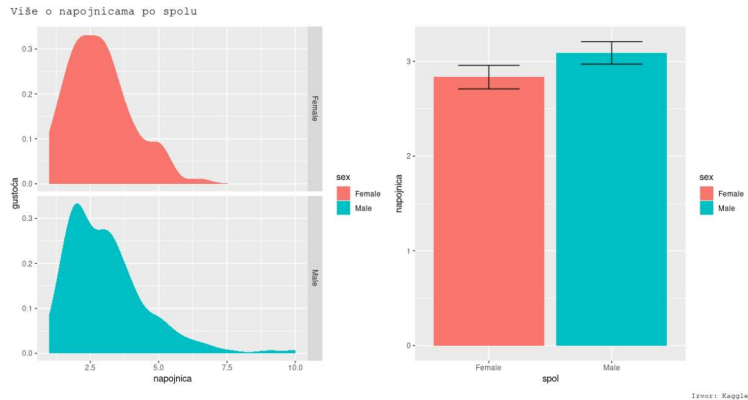 Više o napojnicama po spolu
0.3
0.2
0.1
0.0
Female
0.3
0.2
0.1
0.0
Male
gustoća
2.5 5.0 7.5 10.0
napojnica
sex
Female
Male
3
2
1
0
napojnica
Female Male
spol
sex
Female
Male
Izvor: Kaggle